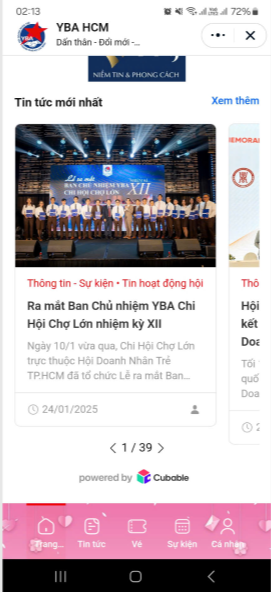 02:13
72%
YBA HCM
Dấn thân - Đổi mới -...
YBA
NIỀM TIN & PHONG CÁCH
Tin tức mới nhất
Xem thêm
Lễ ra mắt
BAN CHỦ NHIỆM YBA
CHI HỘI CHỢ LỚN
XII
EMORAN
Thông tin - Sự kiện • Tin hoạt động hội
Thô
Ra mắt Ban Chủ nhiệm YBA Chi
Hội Chợ Lớn nhiệm kỳ XII
Hội
kết
Doa
Ngày 10/1 vừa qua, Chi Hội Chợ Lớn
trực thuộc Hội Doanh Nhân Trẻ
TP.HCM đã tổ chức Lễ ra mắt Ban...
Tối
quố
Doa
24/01/2025
2
1 / 39
powered by Cubable
Trang...
Tin tức
Vé
Sự kiện
Cá nhân